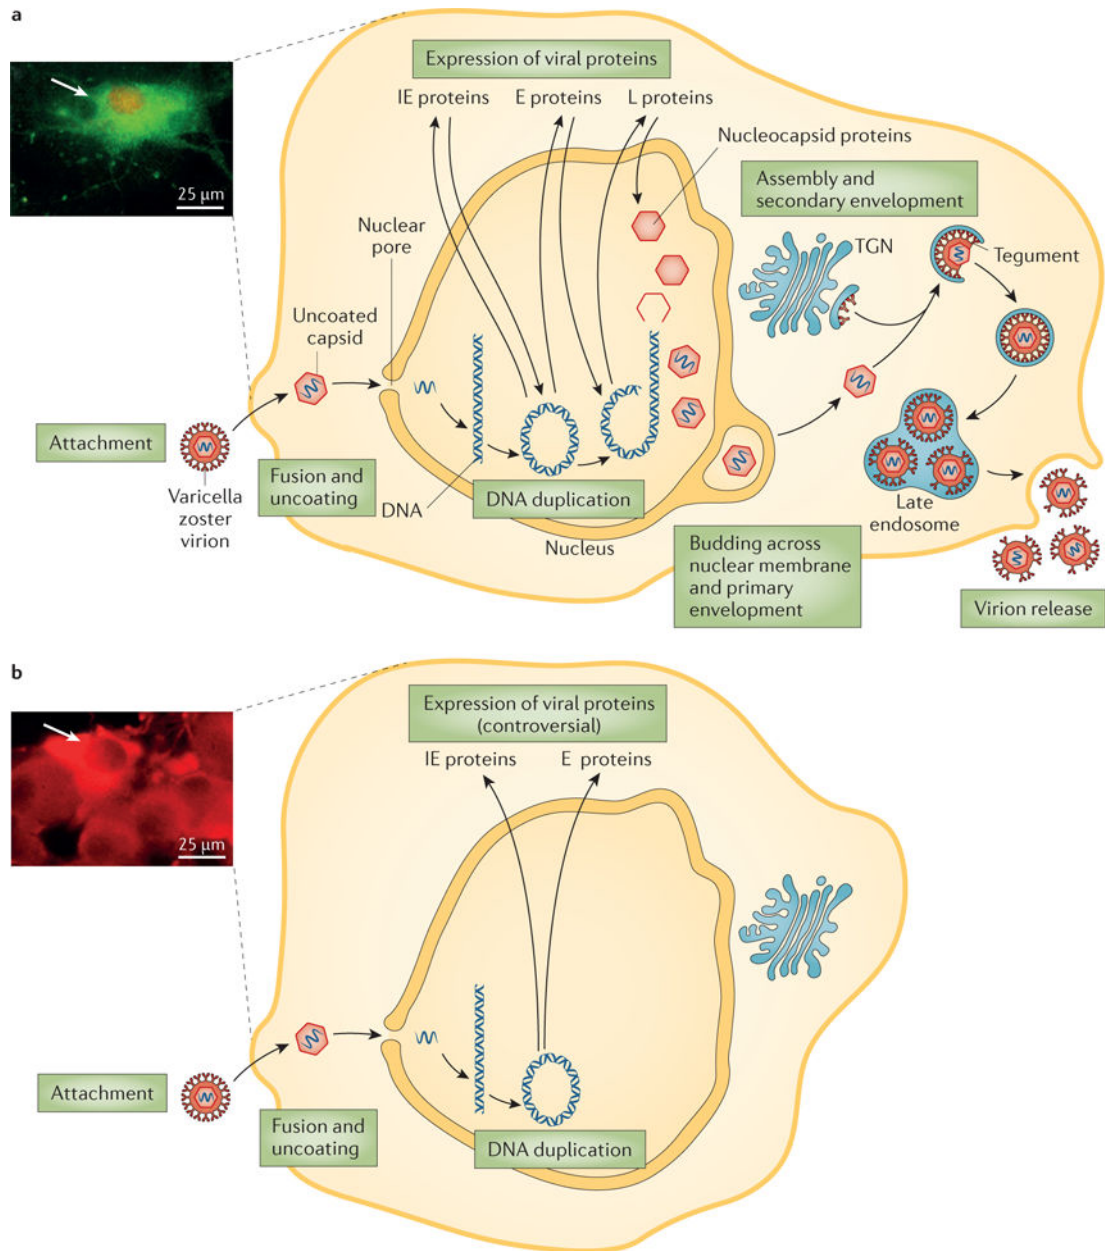 a
Expression of viral proteins
IE proteins
E proteins
L proteins
Nucleocapsid proteins
25 μm
Assembly and
secondary envelopment
Nuclear
pore
TGN
Tegument
Uncoated
capsid
Attachment
Fusion and
uncoating
DNA
DNA duplication
Varicella
zoster
virion
Nucleus
Late
endosome
Budding across
nuclear membrane
and primary
envelopment
Virion release
b
Expression of viral proteins
(controversial)
IE proteins
E proteins
25 μm
Attachment
Fusion and
uncoating
DNA duplication